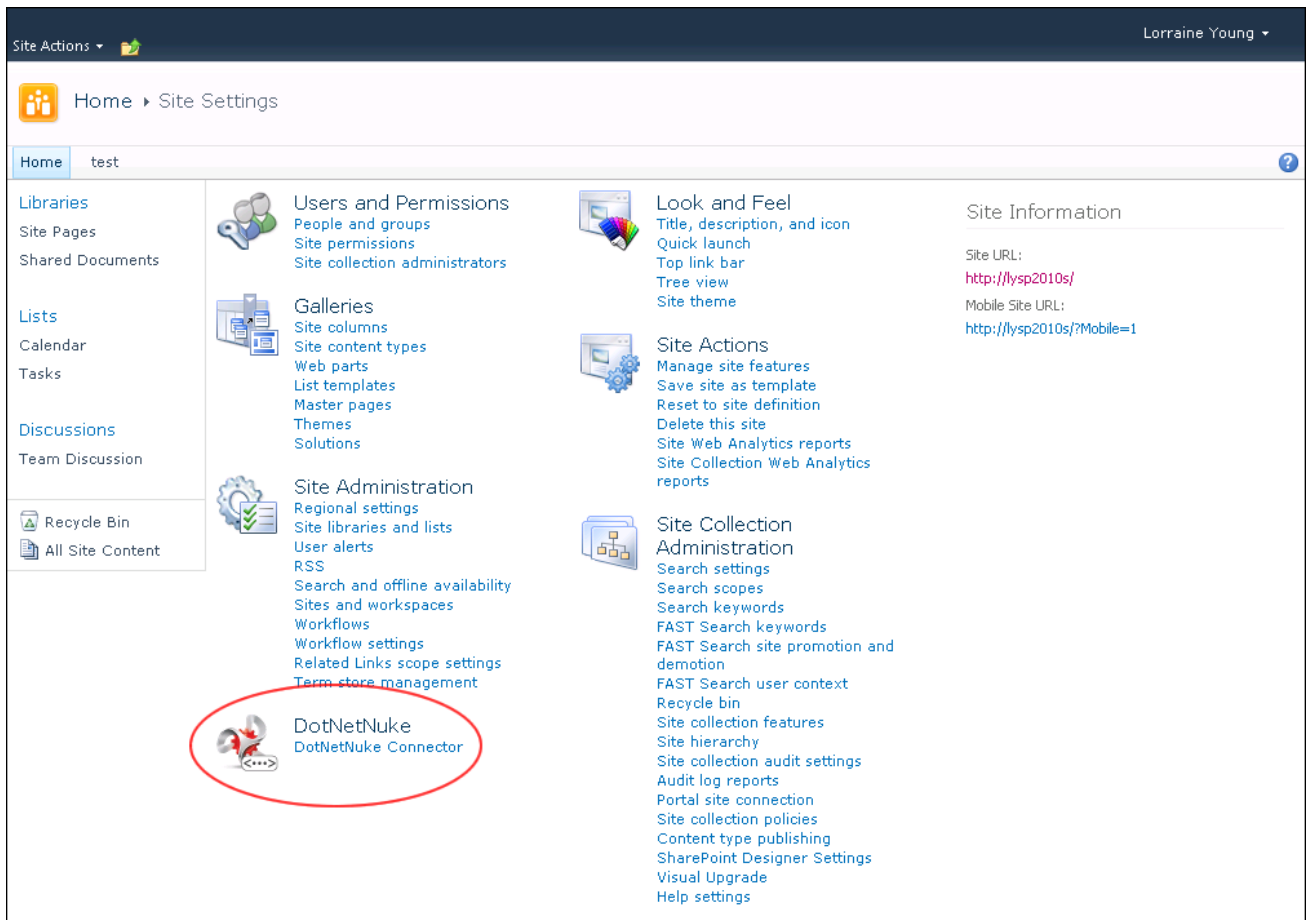 Site Actions
Lorraine Young
Home ▸ Site Settings
Home
test
Libraries
Site Pages
Shared Documents
Lists
Calendar
Tasks
Discussions
Team Discussion
Recycle Bin
All Site Content
Users and Permissions
People and groups
Site permissions
Site collection administrators
Galleries
Site columns
Site content types
Web parts
List templates
Master pages
Themes
Solutions
Site Administration
Regional settings
Site libraries and lists
User alerts
RSS
Search and offline availability
Sites and workspaces
Workflows
Workflow settings
Related Links scope settings
Term store management
DotNetNuke
DotNetNuke Connector
Look and Feel
Title, description, and icon
Quick launch
Top link bar
Tree view
Site theme
Site Actions
Manage site features
Save site as template
Reset to site definition
Delete this site
Site Web Analytics reports
Site Collection Web Analytics
reports
Site Collection
Administration
Search settings
Search scopes
Search keywords
FAST Search keywords
FAST Search site promotion and
demotion
FAST Search user context
Recycle bin
Site collection features
Site hierarchy
Site collection audit settings
Audit log reports
Portal site connection
Site collection policies
Content type publishing
SharePoint Designer Settings
Visual Upgrade
Help settings
Site Information
Site URL:
http://lysp2010s/
Mobile Site URL:
http://lysp2010s/?Mobile=1